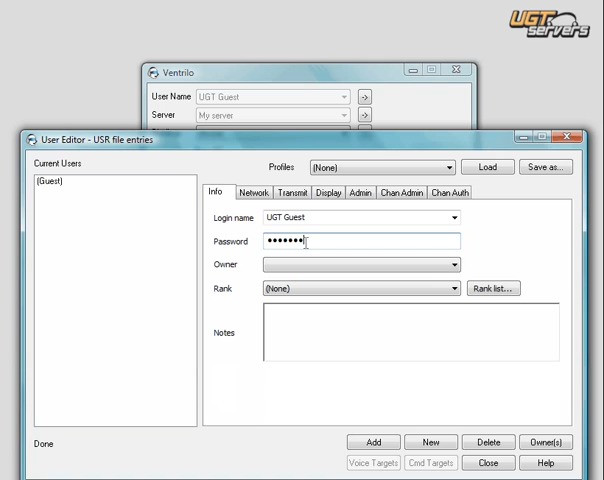 UGT
servers
Ventrilo
User Name UGT Guest ->
Server My server ->
User Editor - USR file entries
Current Users
Profiles (None) Load Save as...
(Guest)
Info Network Transmit Display Admin Chan Admin Chan Auth
Login name UGT Guest
Password •••••••
Owner
Rank (None) Rank list...
Notes
Done
Add New Delete Owner(s)
Voice Targets Cmd Targets Close Help